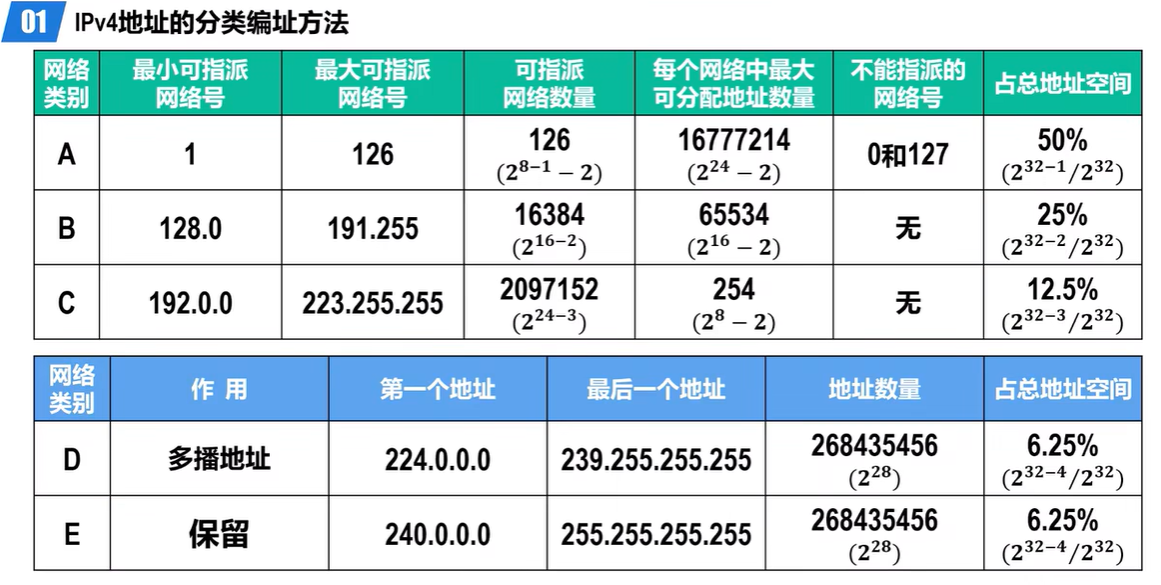 01 IPv4地址的分类编址方法
网络类别 最小可指派网络号 最大可指派网络号 可指派网络数量 每个网络中最大可分配地址数量 不能指派的网络号 占总地址空间
A 1 126 126 (2^{8−1} − 2) 16777214 (2^{24} − 2) 0和127 50% (2^{32−1}/2^{32})
B 128.0 191.255 16384 (2^{16−2}) 65534 (2^{16} − 2) 无 25% (2^{32−2}/2^{32})
C 192.0.0 223.255.255 2097152 (2^{24−3}) 254 (2^{8} − 2) 无 12.5% (2^{32−3}/2^{32})
网络类别 作 用 第一个地址 最后一个地址 地址数量 占总地址空间
D 多播地址 224.0.0.0 239.255.255.255 268435456 (2^{28}) 6.25% (2^{32−4}/2^{32})
E 保留 240.0.0.0 255.255.255.255 268435456 (2^{28}) 6.25% (2^{32−4}/2^{32})